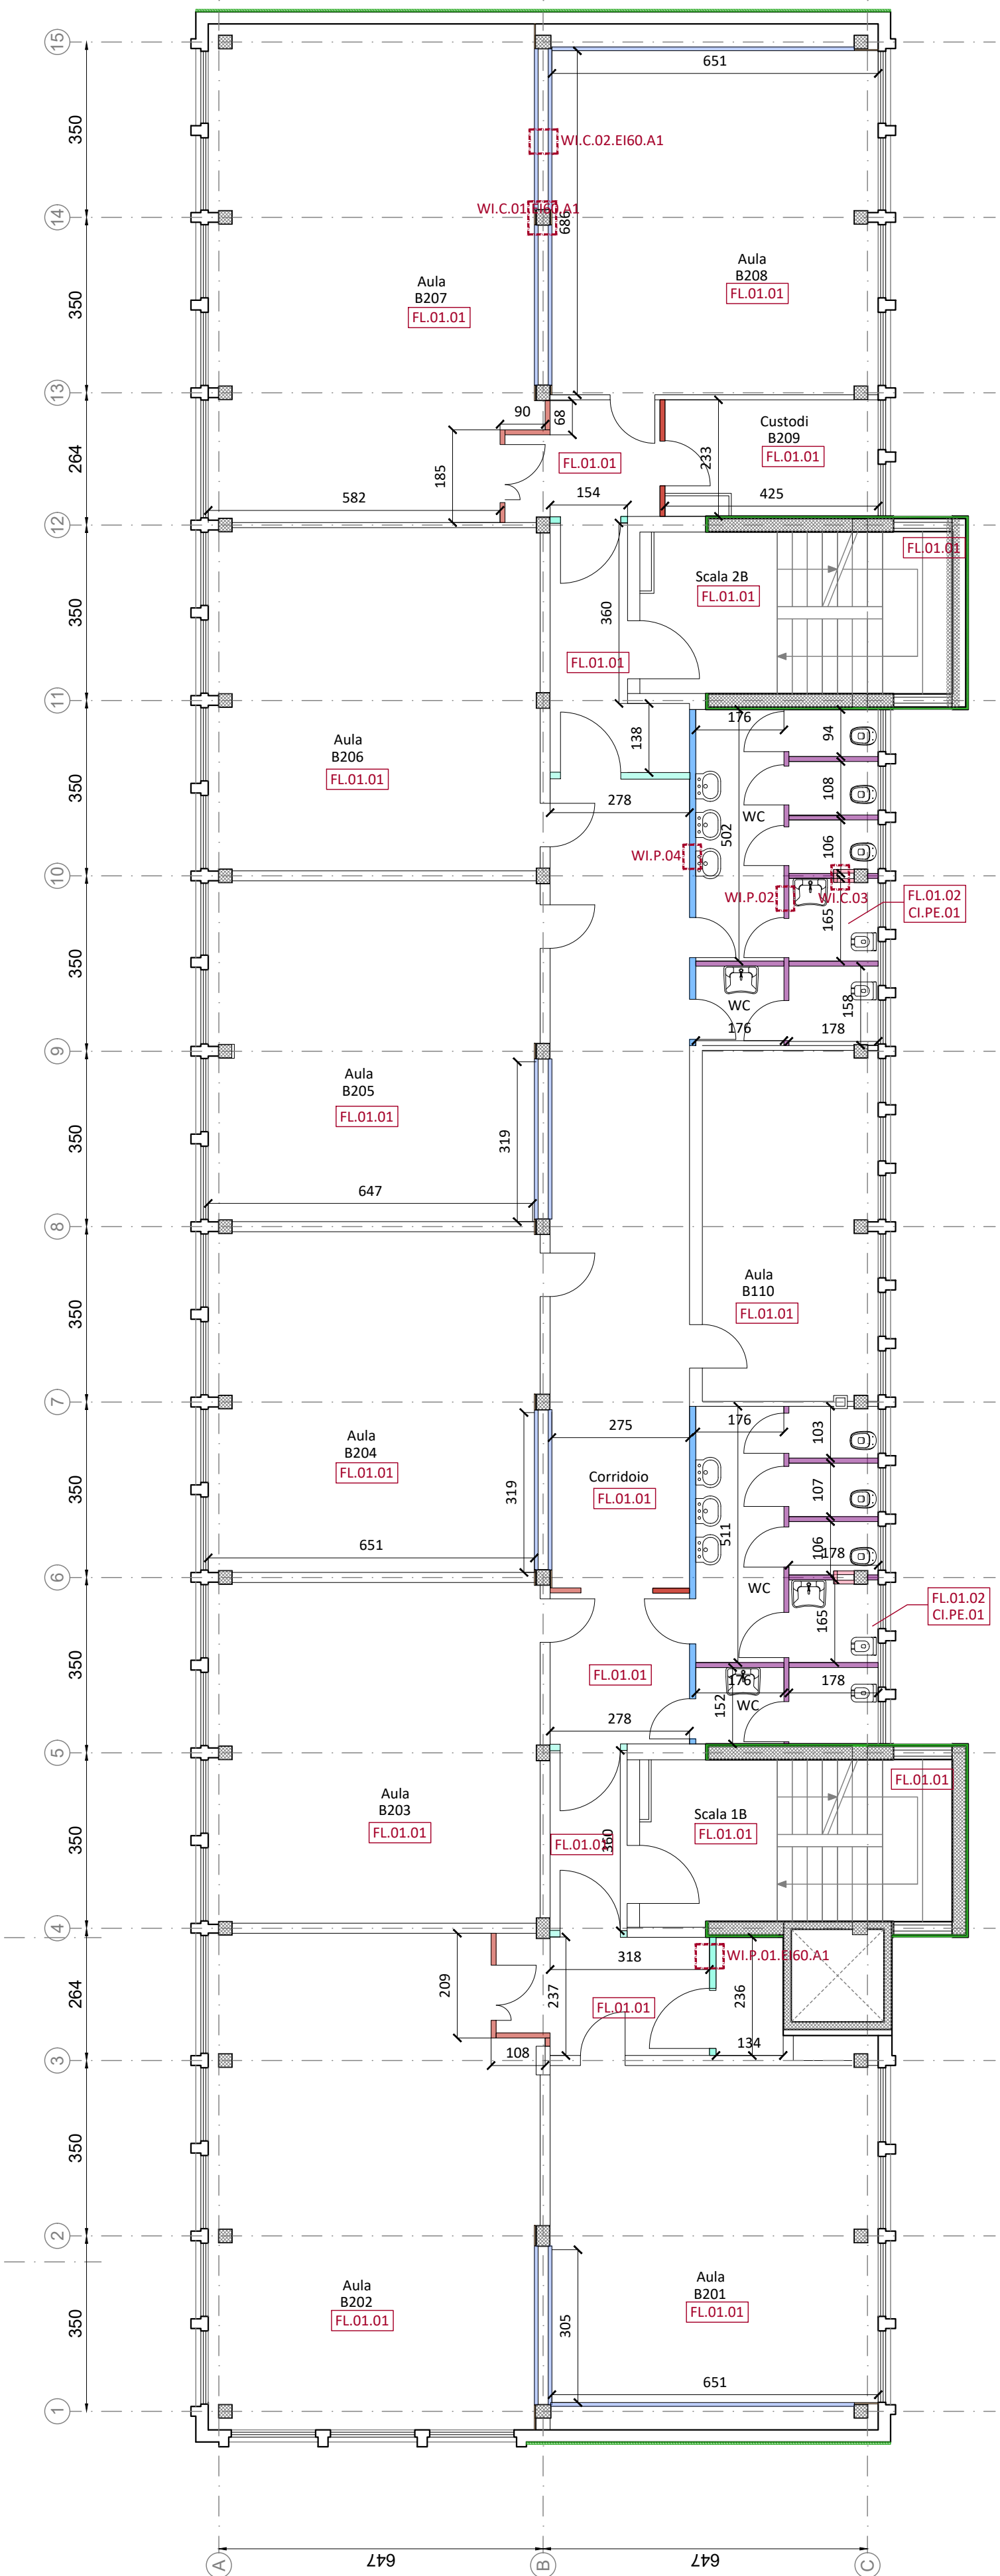 15
651
350
WI.C.02.EI60.A1
WI.C.01.EI60.A1
14
686
Aula
B208
FL.01.01
Aula
B207
FL.01.01
350
13
90
68
Custodi
B209
FL.01.01
264
185
FL.01.01
233
582
154
425
12
FL.01.01
Scala 2B
FL.01.01
350
360
FL.01.01
11
176
94
138
Aula
B206
FL.01.01
278
350
108
WC
502
106
WI.P.04
10
WI.P.02
WI.C.03
FL.01.02
CI.PE.01
165
350
WC
158
176
178
9
Aula
B205
FL.01.01
350
319
647
8
Aula
B110
FL.01.01
350
7
176
103
275
Aula
B204
FL.01.01
Corridoio
FL.01.01
350
319
107
511
651
106
178
6
WC
FL.01.02
CI.PE.01
165
350
FL.01.01
176
178
152
WC
278
5
FL.01.01
Aula
B203
FL.01.01
Scala 1B
FL.01.01
350
FL.01.01
360
4
318
WI.P.01.EI60.A1
264
209
237
236
FL.01.01
108
134
3
350
2
Aula
B202
FL.01.01
Aula
B201
FL.01.01
350
305
651
1
647
647
A
B
C